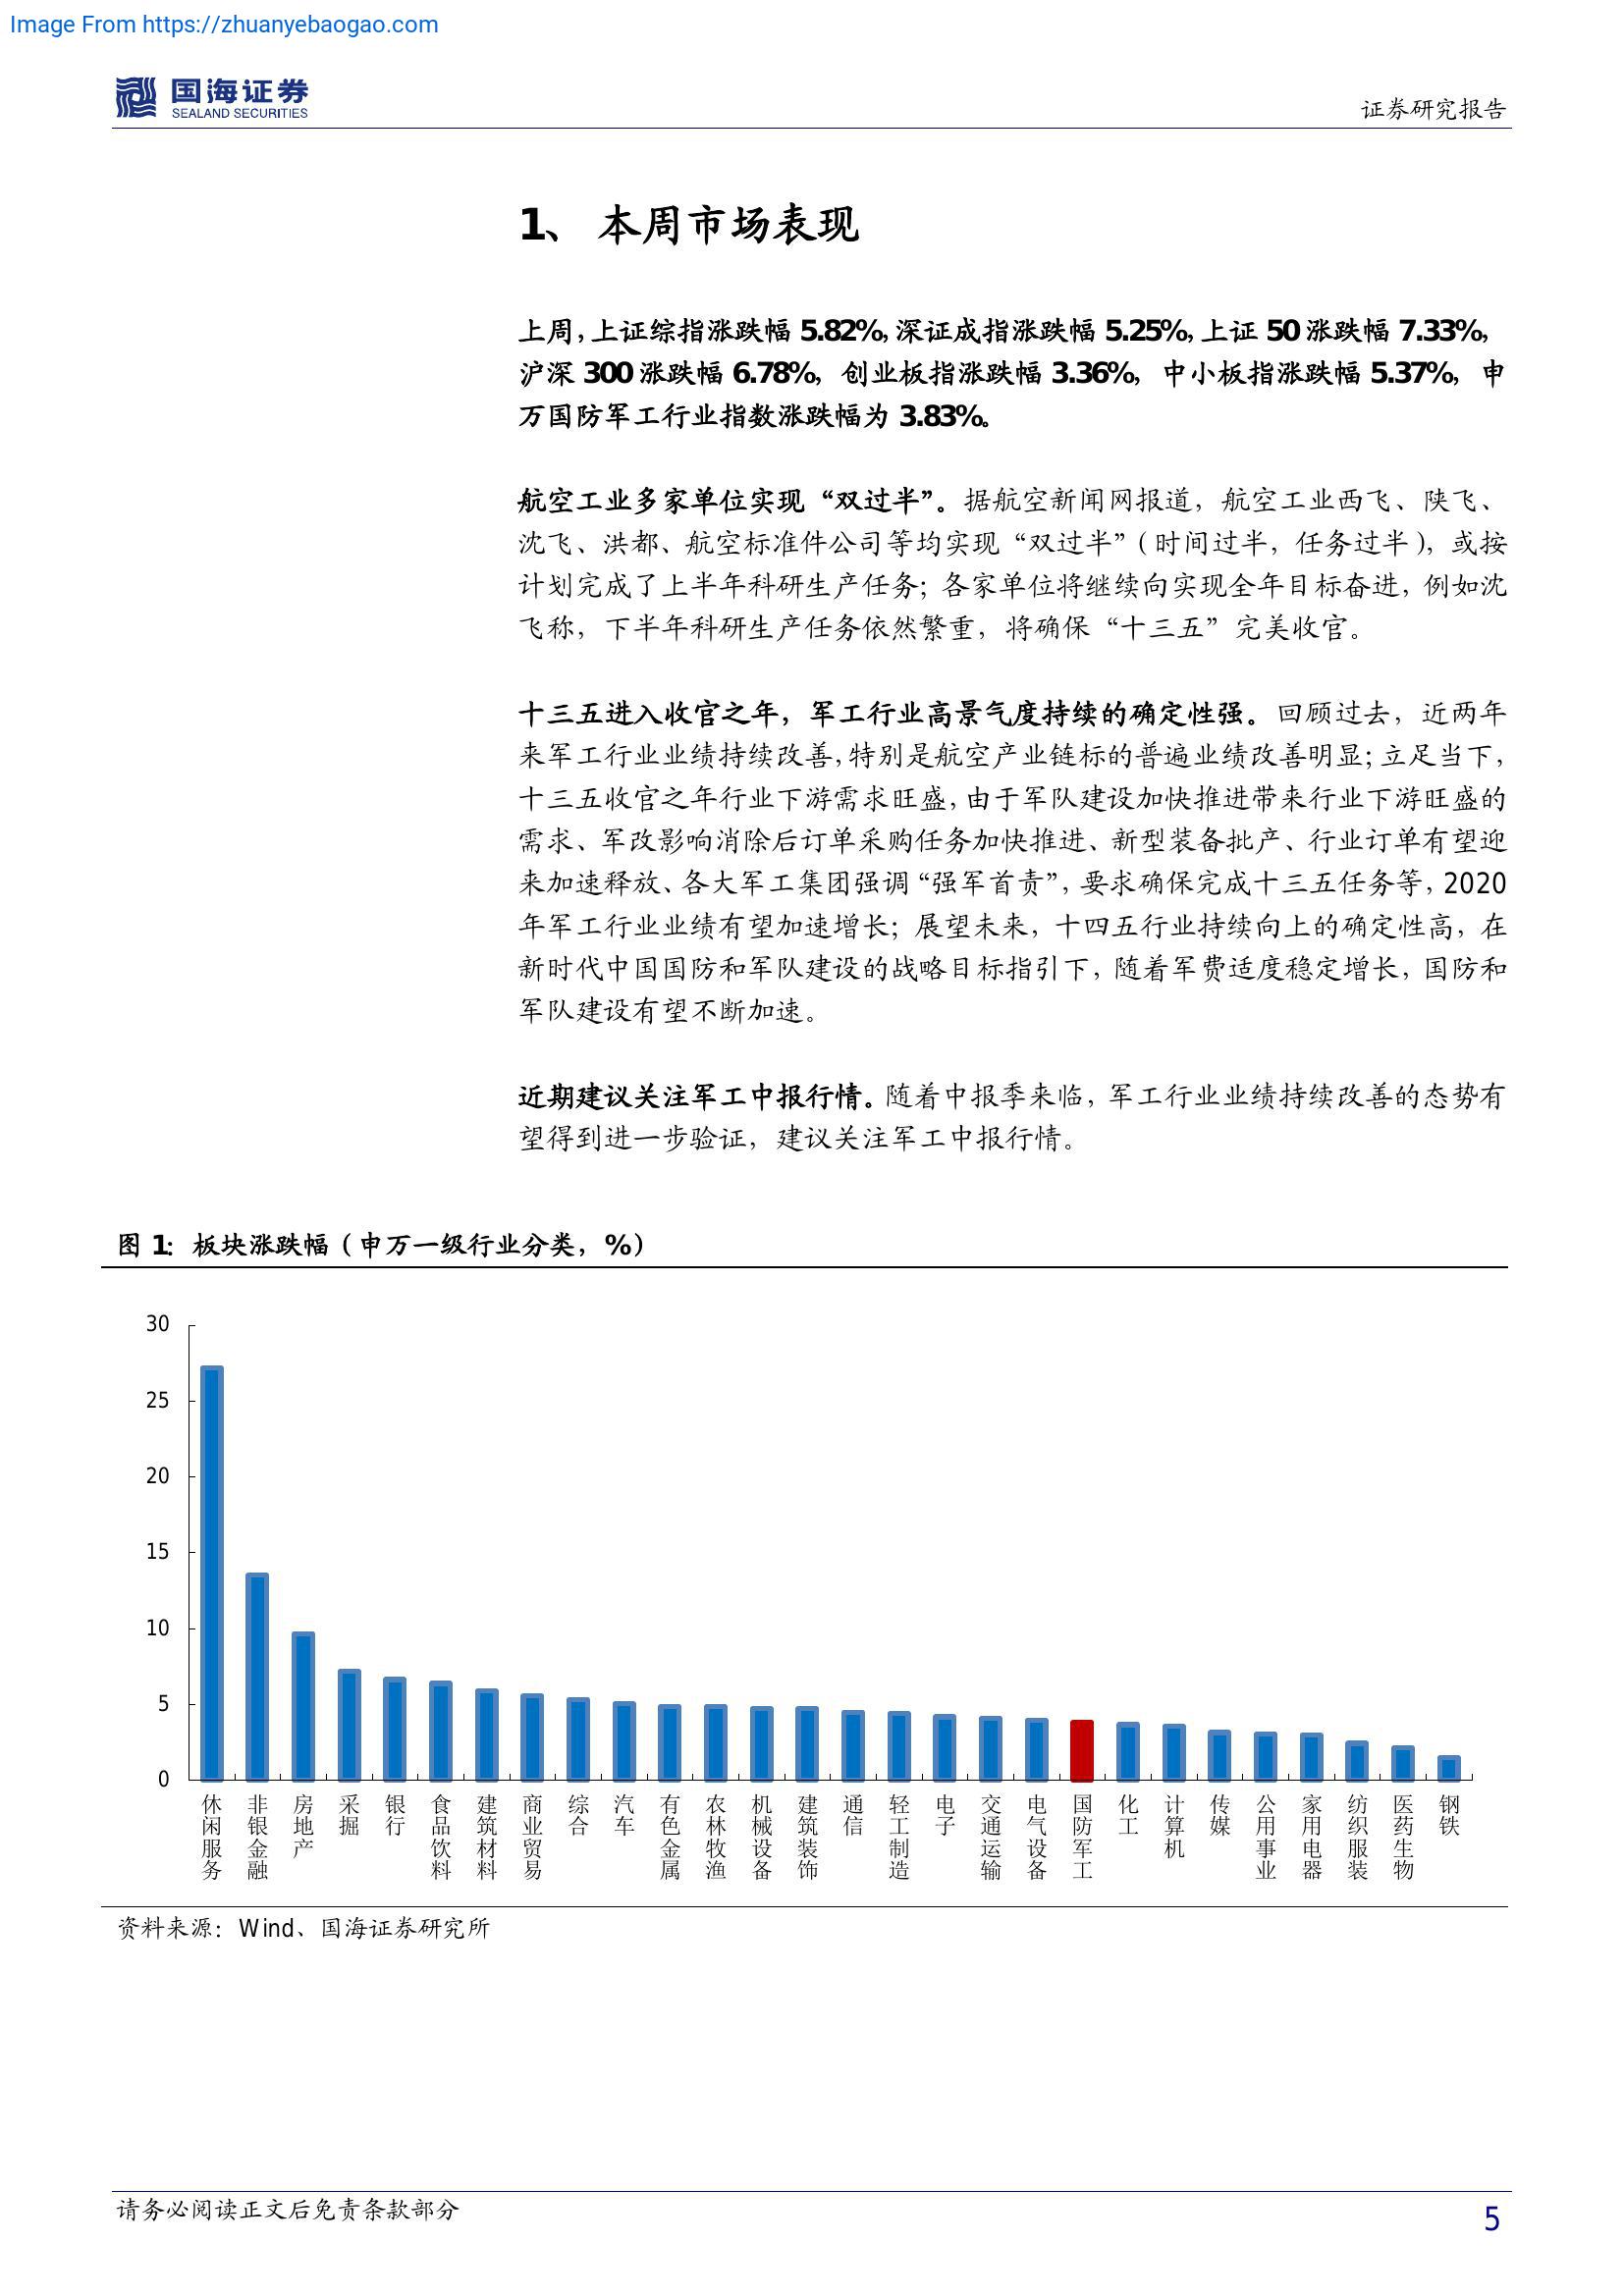 Image From https://zhuanyebaogao.com
国海证券
SEALAND SECURITIES
证券研究报告
1、 本周市场表现
上周，上证综指涨跌幅 5.82%，深证成指涨跌幅 5.25%，上证 50 涨跌幅 7.33%，
沪深 300 涨跌幅 6.78%，创业板指涨跌幅 3.36%，中小板指涨跌幅 5.37%，申
万国防军工行业指数涨跌幅为 3.83%。
航空工业多家单位实现“双过半”。据航空新闻网报道，航空工业西飞、陕飞、
沈飞、洪都、航空标准件公司等均实现“双过半”（时间过半，任务过半），或按
计划完成了上半年科研生产任务；各家单位将继续向实现全年目标奋进，例如沈
飞称，下半年科研生产任务依然繁重，将确保“十三五”完美收官。
十三五进入收官之年，军工行业高景气度持续的确定性强。回顾过去，近两年
来军工行业业绩持续改善，特别是航空产业链标的普遍业绩改善明显；立足当下，
十三五收官之年行业下游需求旺盛，由于军队建设加快推进带来行业下游旺盛的
需求、军改影响消除后订单采购任务加快推进、新型装备批产、行业订单有望迎
来加速释放、各大军工集团强调“强军首责”，要求确保完成十三五任务等，2020
年军工行业业绩有望加速增长；展望未来，十四五行业持续向上的确定性高，在
新时代中国国防和军队建设的战略目标指引下，随着军费适度稳定增长，国防和
军队建设有望不断加速。
近期建议关注军工中报行情。随着中报季来临，军工行业业绩持续改善的态势有
望得到进一步验证，建议关注军工中报行情。
图 1：板块涨跌幅（申万一级行业分类，%）
30
25
20
15
10
5
0
休闲服务
非银金融
房地产
采掘
银行
食品饮料
建筑材料
商业贸易
综合
汽车
有色金属
农林牧渔
机械设备
建筑装饰
通信
轻工制造
电子
交通运输
电气设备
国防军工
化工
计算机
传媒
公用事业
家用电器
纺织服装
医药生物
钢铁
资料来源：Wind、国海证券研究所
请务必阅读正文后免责条款部分
5